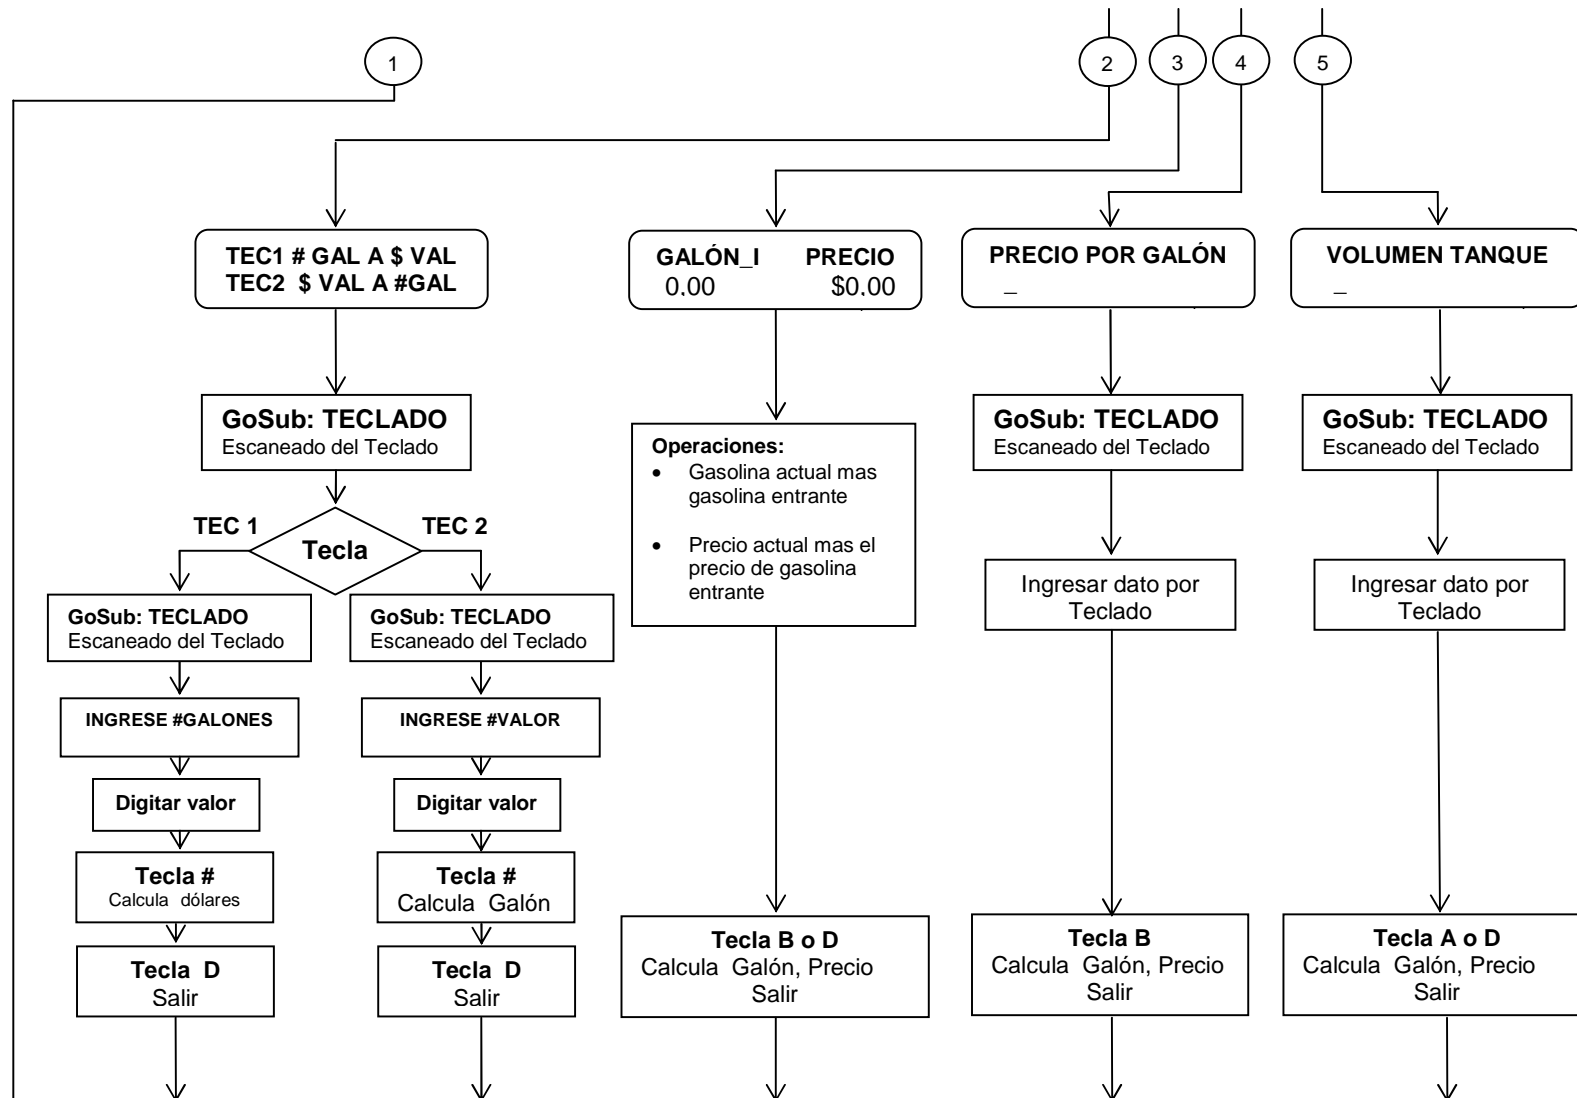 1
2
3
4
5
TEC1 # GAL A $ VAL
TEC2 $ VAL A #GAL
GoSub: TECLADO
Escaneado del Teclado
TEC 1
TEC 2
Tecla
GoSub: TECLADO
Escaneado del Teclado
INGRESE #GALONES
Digitar valor
Tecla #
Calcula dólares
Tecla D
Salir
GoSub: TECLADO
Escaneado del Teclado
INGRESE #VALOR
Digitar valor
Tecla #
Calcula Galón
Tecla D
Salir
GALÓN_I PRECIO
0.00 $0.00
Operaciones:
• Gasolina actual mas
gasolina entrante
• Precio actual mas el
precio de gasolina
entrante
Tecla B o D
Calcula Galón, Precio
Salir
PRECIO POR GALÓN
_
GoSub: TECLADO
Escaneado del Teclado
Ingresar dato por
Teclado
Tecla B
Calcula Galón, Precio
Salir
VOLUMEN TANQUE
_
GoSub: TECLADO
Escaneado del Teclado
Ingresar dato por
Teclado
Tecla A o D
Calcula Galón, Precio
Salir